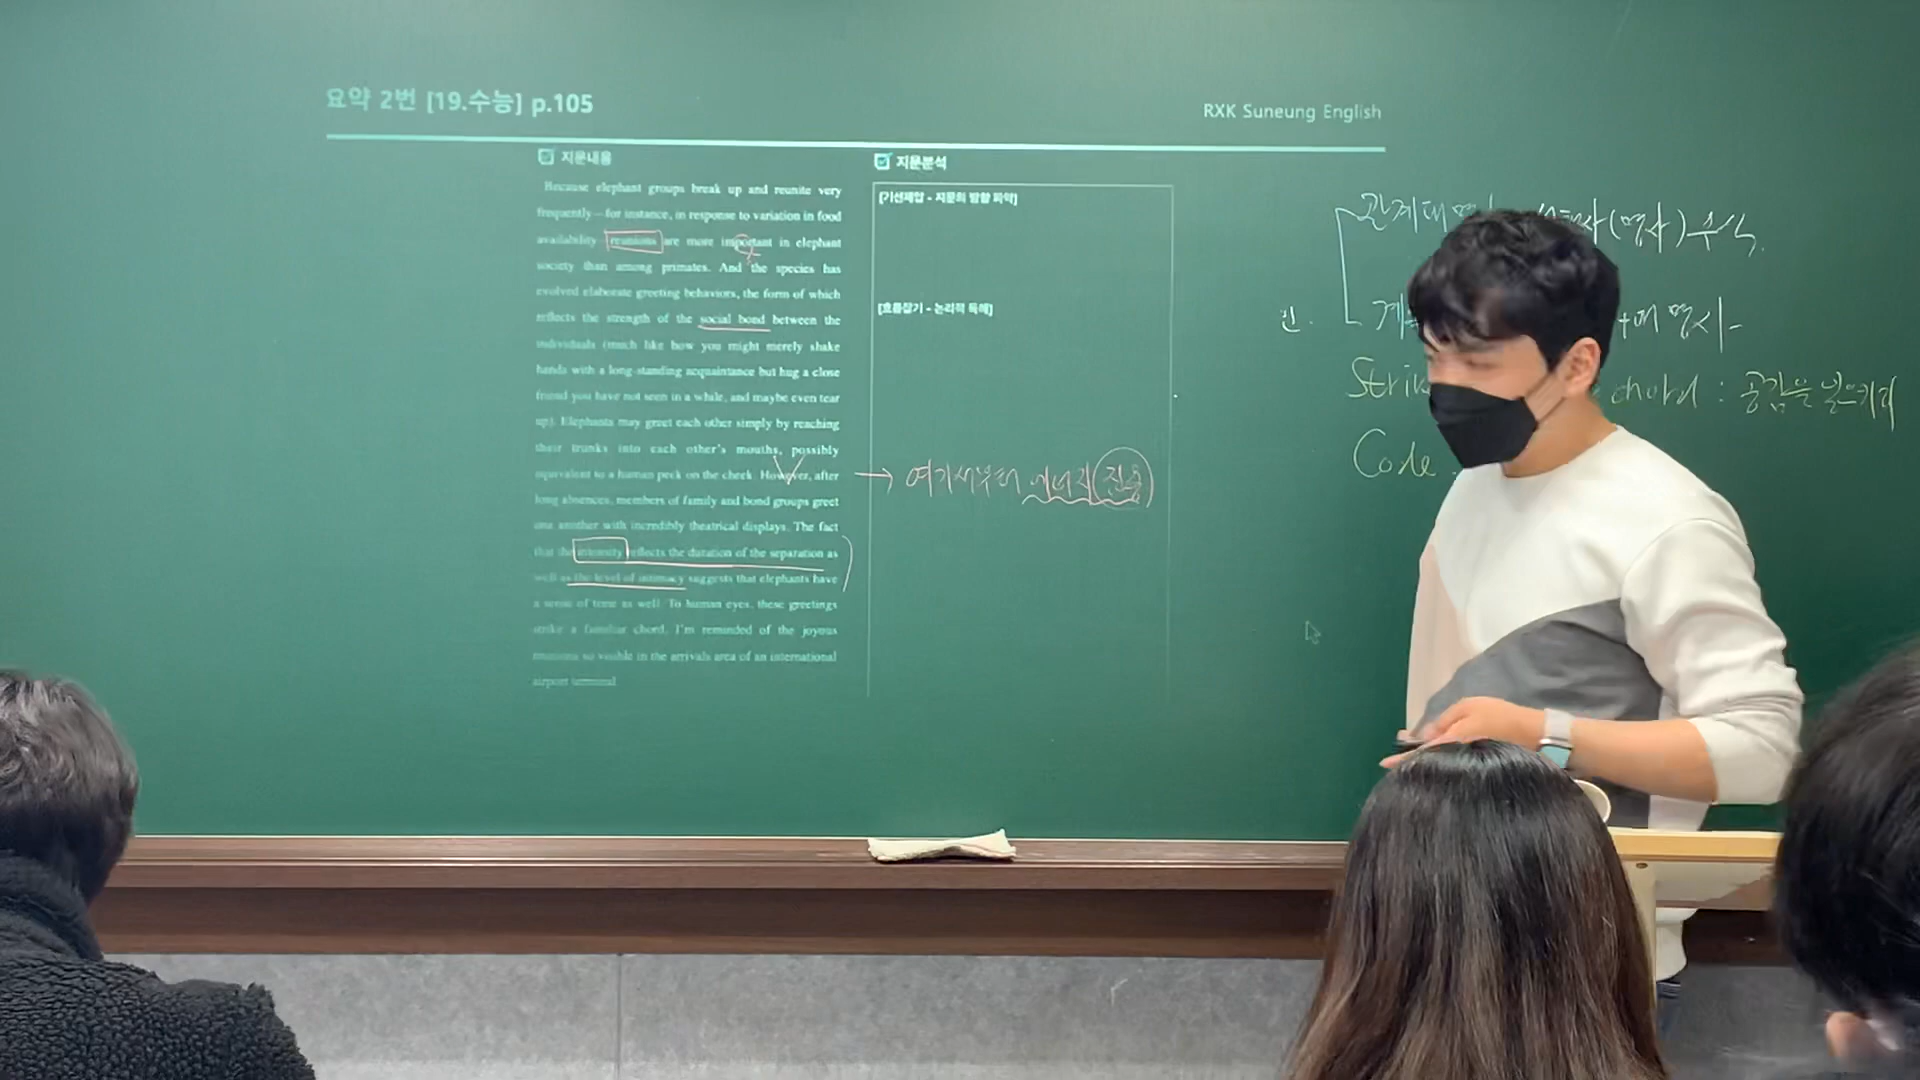 요약 2번 [19.수능] p.105
RXK Suneung English
지문내용
Because elephant groups break up and reunite very
frequently – for instance, in response to variation in food
availability reunions are more important in elephant
society than among primates. And the species has
evolved elaborate greeting behaviors, the form of which
reflects the strength of the social bond between the
individuals (much like how you might merely shake
hands with a long-standing acquaintance but hug a close
friend you have not seen in a while, and maybe even tear
up). Elephants may greet each other simply by reaching
their trunks into each other's mouths, possibly
equivalent to a human peck on the cheek. However, after
long absences, members of family and bond groups greet
one another with incredibly theatrical displays. The fact
that the intensity reflects the duration of the separation as
well as the level of intimacy suggests that elephants have
a sense of time as well. To human eyes, these greetings
strike a familiar chord. I'm reminded of the joyous
reunions so visible in the arrivals area of an international
airport terminal.
지문분석
[기선제압 - 지문의 방향 파악]
[흐름잡기 - 논리적 독해]
→ 여기서부터 에너지 집중
관계대명사 (명사) 수식.
+대명사
chord : 공감을 불러일으키다
Code